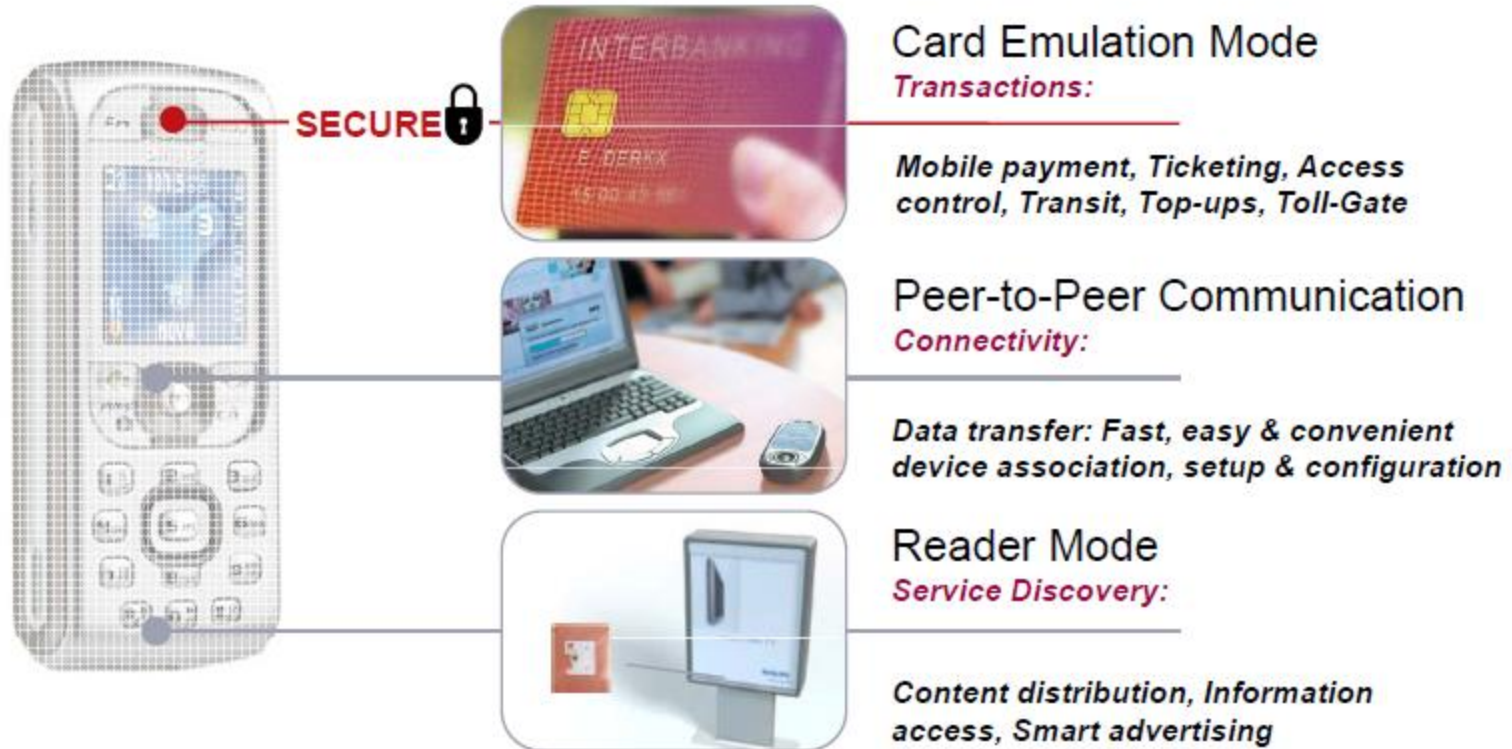 SECURE
INTERBANKING
E. DERKX
Card Emulation Mode
Transactions:
Mobile payment, Ticketing, Access
control, Transit, Top-ups, Toll-Gate
Peer-to-Peer Communication
Connectivity:
Data transfer: Fast, easy & convenient
device association, setup & configuration
Reader Mode
Service Discovery:
Content distribution, Information
access, Smart advertising